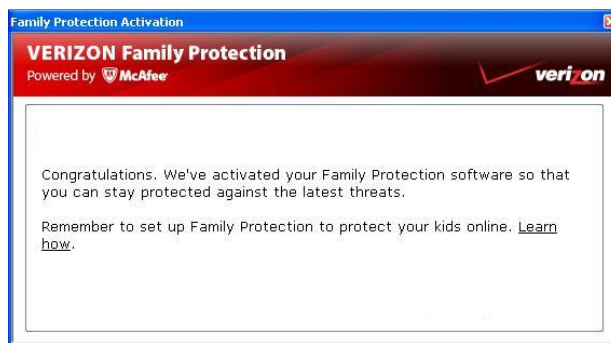 Family Protection Activation
VERIZON Family Protection
Powered by McAfee
verizon
Congratulations. We've activated your Family Protection software so that
you can stay protected against the latest threats.
Remember to set up Family Protection to protect your kids online. Learn
how.